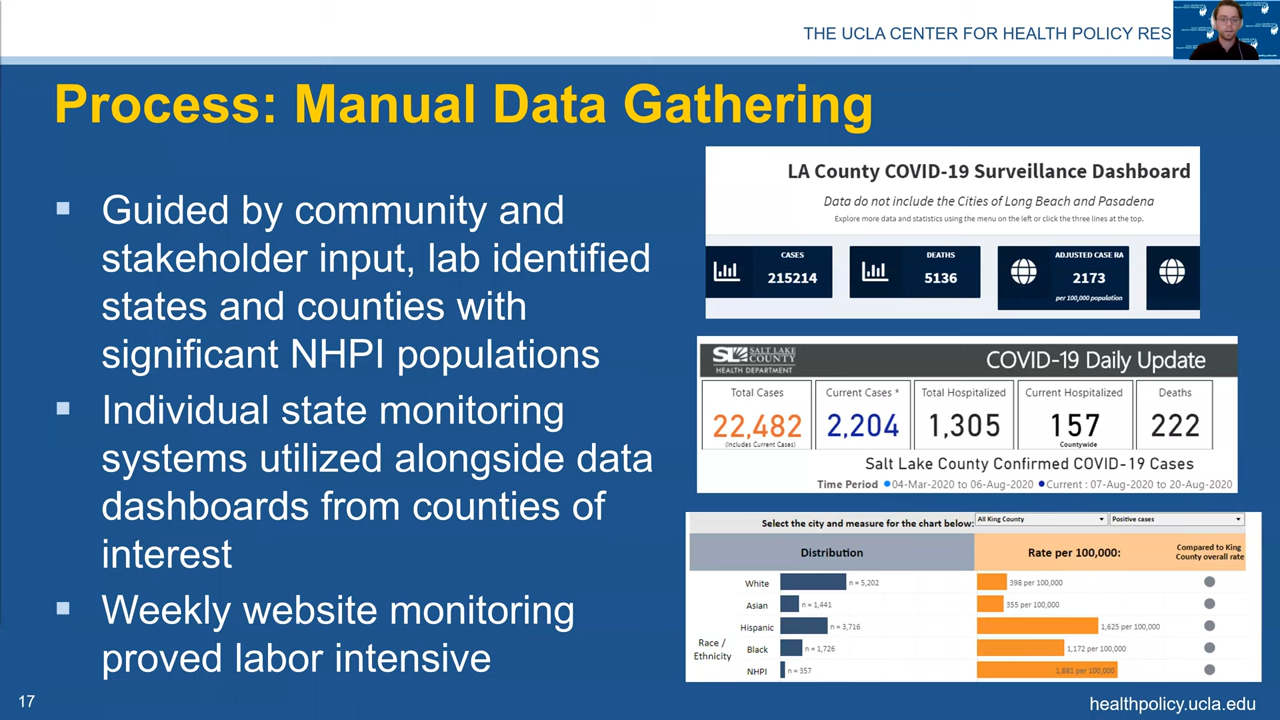 THE UCLA CENTER FOR HEALTH POLICY RES
Process: Manual Data Gathering
Guided by community and
stakeholder input, lab identified
states and counties with
significant NHPI populations
Individual state monitoring
systems utilized alongside data
dashboards from counties of
interest
Weekly website monitoring
proved labor intensive
LA County COVID-19 Surveillance Dashboard
Data do not include the Cities of Long Beach and Pasadena
Explore more data and statistics using the menu on the left or click the three lines at the top.
CASES
215214
DEATHS
5136
ADJUSTED CASE RA
2173
per 100,000 population
SL SALT LAKE
COUNTY
HEALTH DEPARTMENT
COVID-19 Daily Update
Total Cases
22,482
(Includes Current Cases)
Current Cases *
2,204
Total Hospitalized
1,305
Current Hospitalized
157
Countywide
Deaths
222
Salt Lake County Confirmed COVID-19 Cases
Time Period 04-Mar-2020 to 06-Aug-2020 Current : 07-Aug-2020 to 20-Aug-2020
Select the city and measure for the chart below: All King County Positive cases
Distribution
Rate per 100,000:
Compared to King
County overall rate
Race /
Ethnicity
White n = 5,202 398 per 100,000
Asian n = 1,441 355 per 100,000
Hispanic n = 3,716 1,625 per 100,000
Black n = 1,726 1,172 per 100,000
NHPI n = 357 1,881 per 100,000
17
healthpolicy.ucla.edu